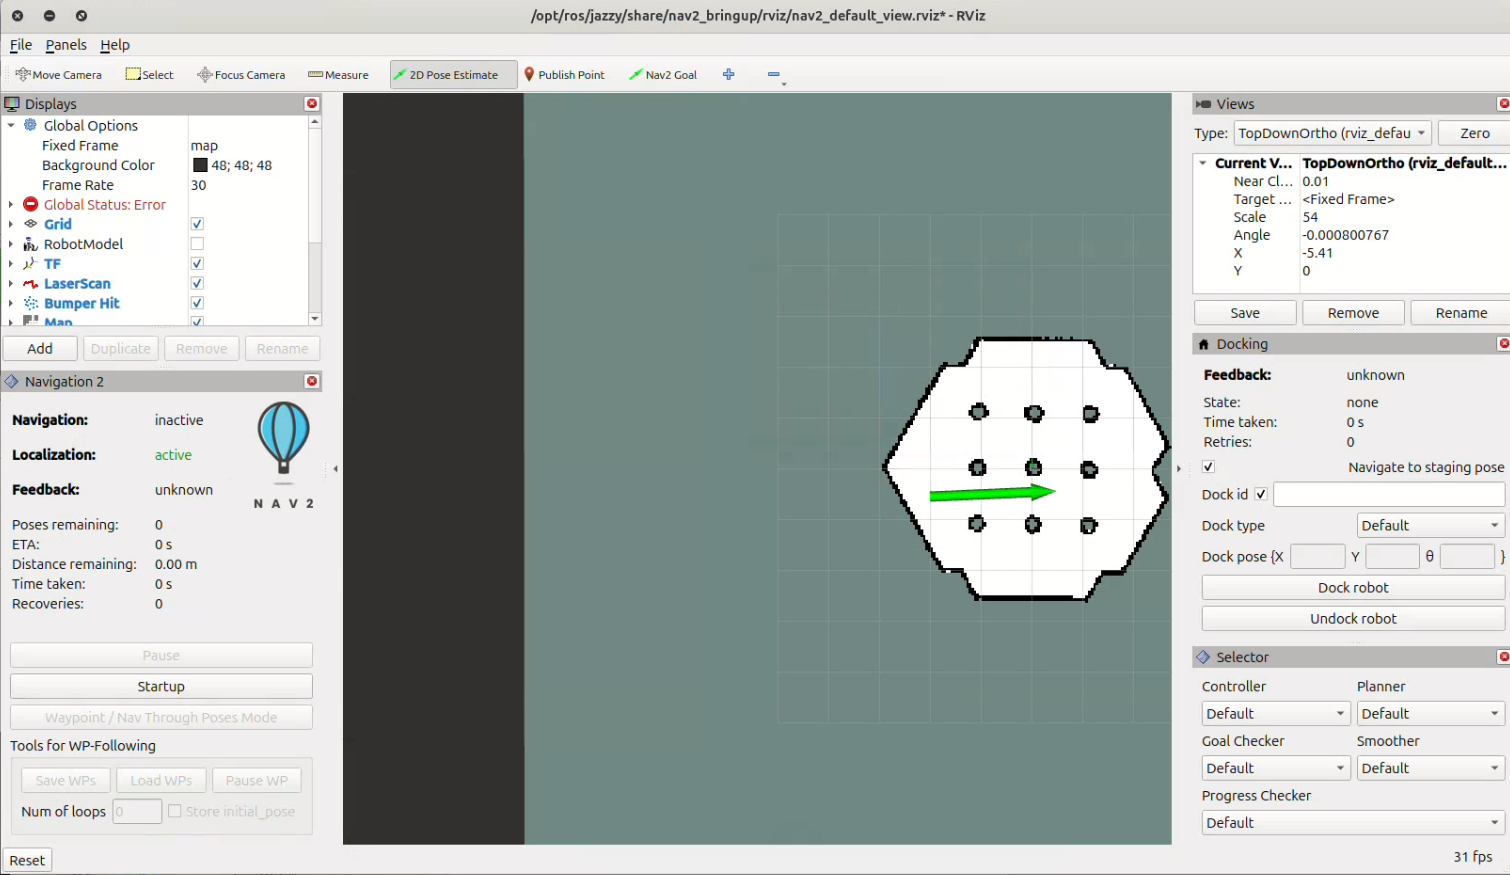 /opt/ros/jazzy/share/nav2_bringup/rviz/nav2_default_view.rviz* - RViz
File Panels Help
Move Camera Select Focus Camera Measure 2D Pose Estimate Publish Point Nav2 Goal
Displays
Global Options
Fixed Frame map
Background Color 48; 48; 48
Frame Rate 30
Global Status: Error
Grid
RobotModel
TF
LaserScan
Bumper Hit
Map
Add Duplicate Remove Rename
Navigation 2
Navigation: inactive
Localization: active
Feedback: unknown
NAV2
Poses remaining: 0
ETA: 0 s
Distance remaining: 0.00 m
Time taken: 0 s
Recoveries: 0
Pause
Startup
Waypoint / Nav Through Poses Mode
Tools for WP-Following
Save WPs Load WPs Pause WP
Num of loops 0 Store initial_pose
Reset
Views
Type: TopDownOrtho (rviz_defau Zero
Current V... TopDownOrtho (rviz_default...
Near Cl... 0.01
Target ... <Fixed Frame>
Scale 54
Angle -0.000800767
X -5.41
Y 0
Save Remove Rename
Docking
Feedback: unknown
State: none
Time taken: 0 s
Retries: 0
Navigate to staging pose
Dock id
Dock type Default
Dock pose {X Y θ }
Dock robot
Undock robot
Selector
Controller Planner
Default Default
Goal Checker Smoother
Default Default
Progress Checker
Default
31 fps